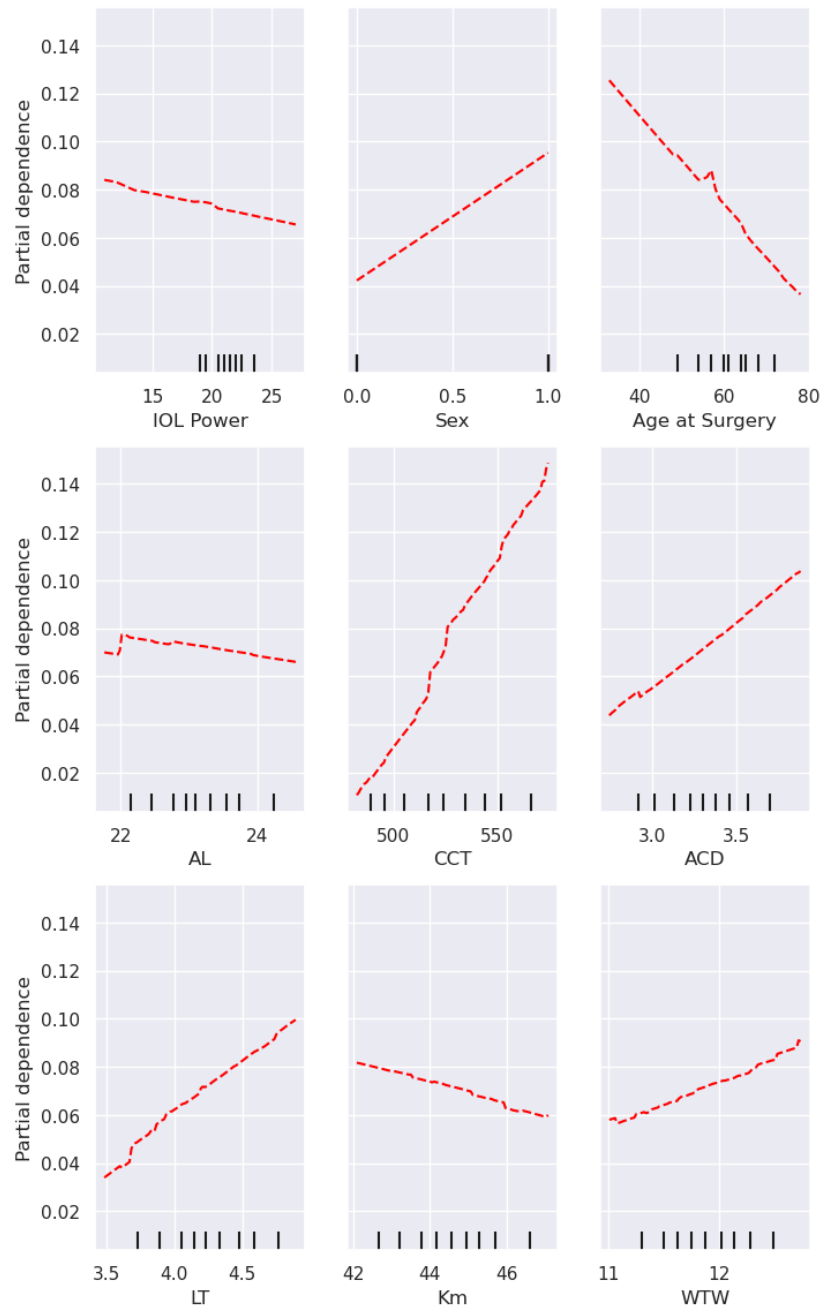 0.14
0.12
0.10
0.08
0.06
0.04
0.02
Partial dependence
15 20 25
IOL Power
0.0 0.5 1.0
Sex
40 60 80
Age at Surgery
0.14
0.12
0.10
0.08
0.06
0.04
0.02
Partial dependence
22 24
AL
500 550
CCT
3.0 3.5
ACD
0.14
0.12
0.10
0.08
0.06
0.04
0.02
Partial dependence
3.5 4.0 4.5
LT
42 44 46
Km
11 12
WTW